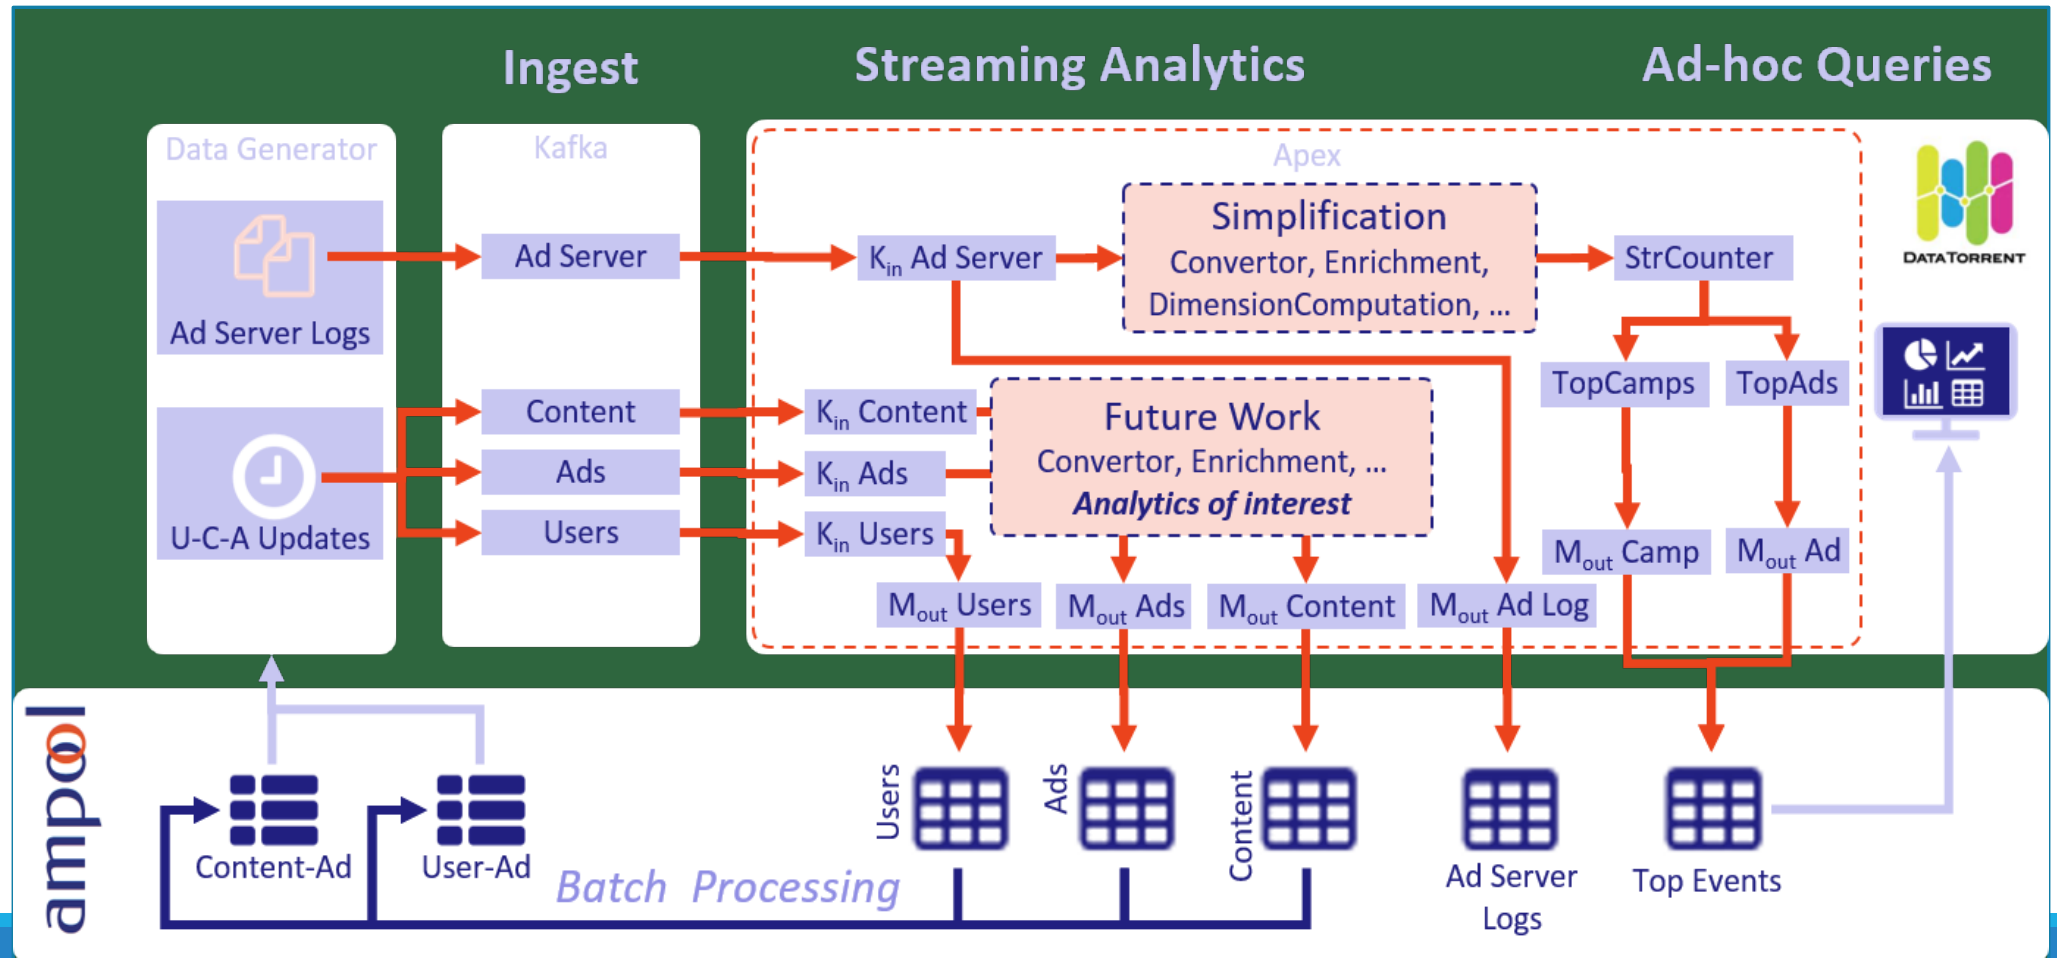 Ingest
Streaming Analytics
Ad-hoc Queries
Data Generator
Kafka
Apex
Ad Server Logs
U-C-A Updates
Ad Server
Content
Ads
Users
Kin Ad Server
Kin Content
Kin Ads
Kin Users
Simplification
Convertor, Enrichment,
DimensionComputation, ...
Future Work
Convertor, Enrichment, ...
Analytics of interest
StrCounter
TopCamps
TopAds
Mout Camp
Mout Ad
Mout Users
Mout Ads
Mout Content
Mout Ad Log
DATATORRENT
ampool
Content-Ad
User-Ad
Batch Processing
Users
Ads
Content
Ad Server
Logs
Top Events